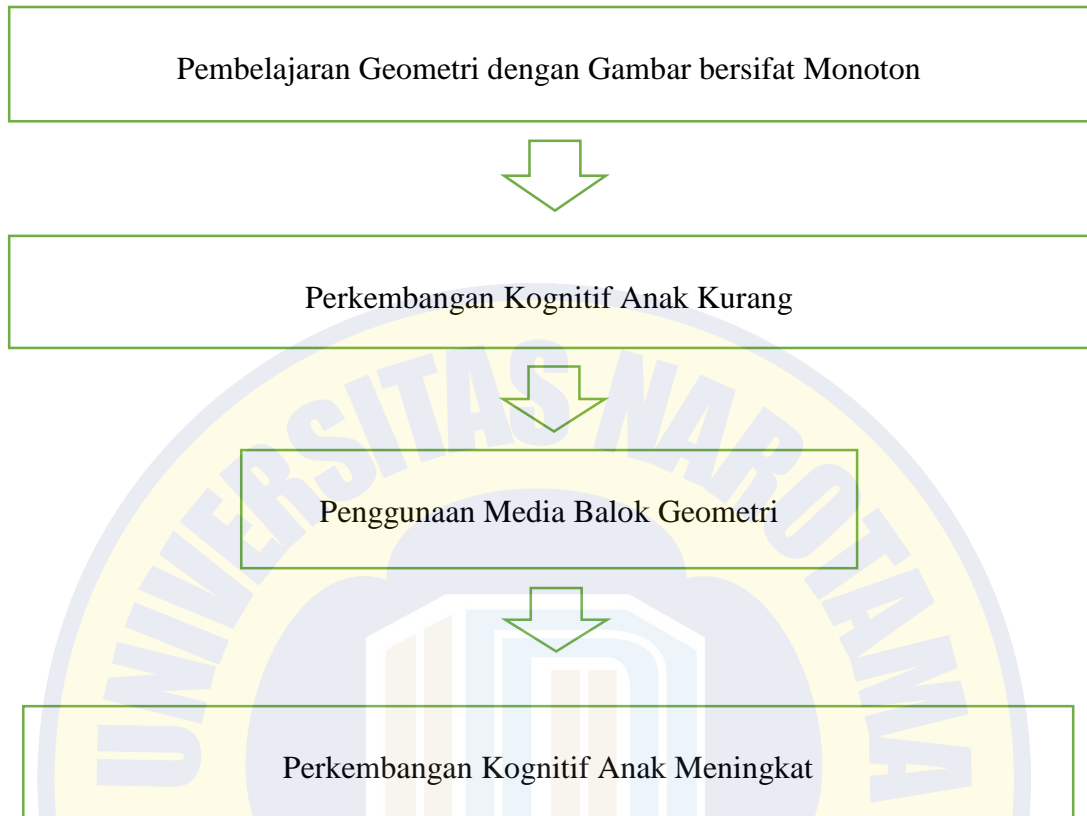 Pembelajaran Geometri dengan Gambar bersifat Monoton
Perkembangan Kognitif Anak Kurang
UNIVERSITAS NAROTAMA
Penggunaan Media Balok Geometri
Perkembangan Kognitif Anak Meningkat